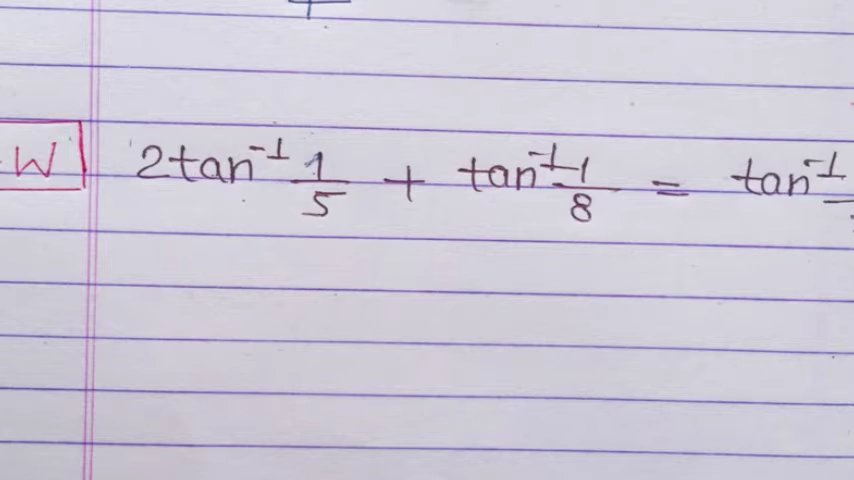 W 2tan⁻¹ 1/5 + tan⁻¹ 1/8 = tan⁻¹